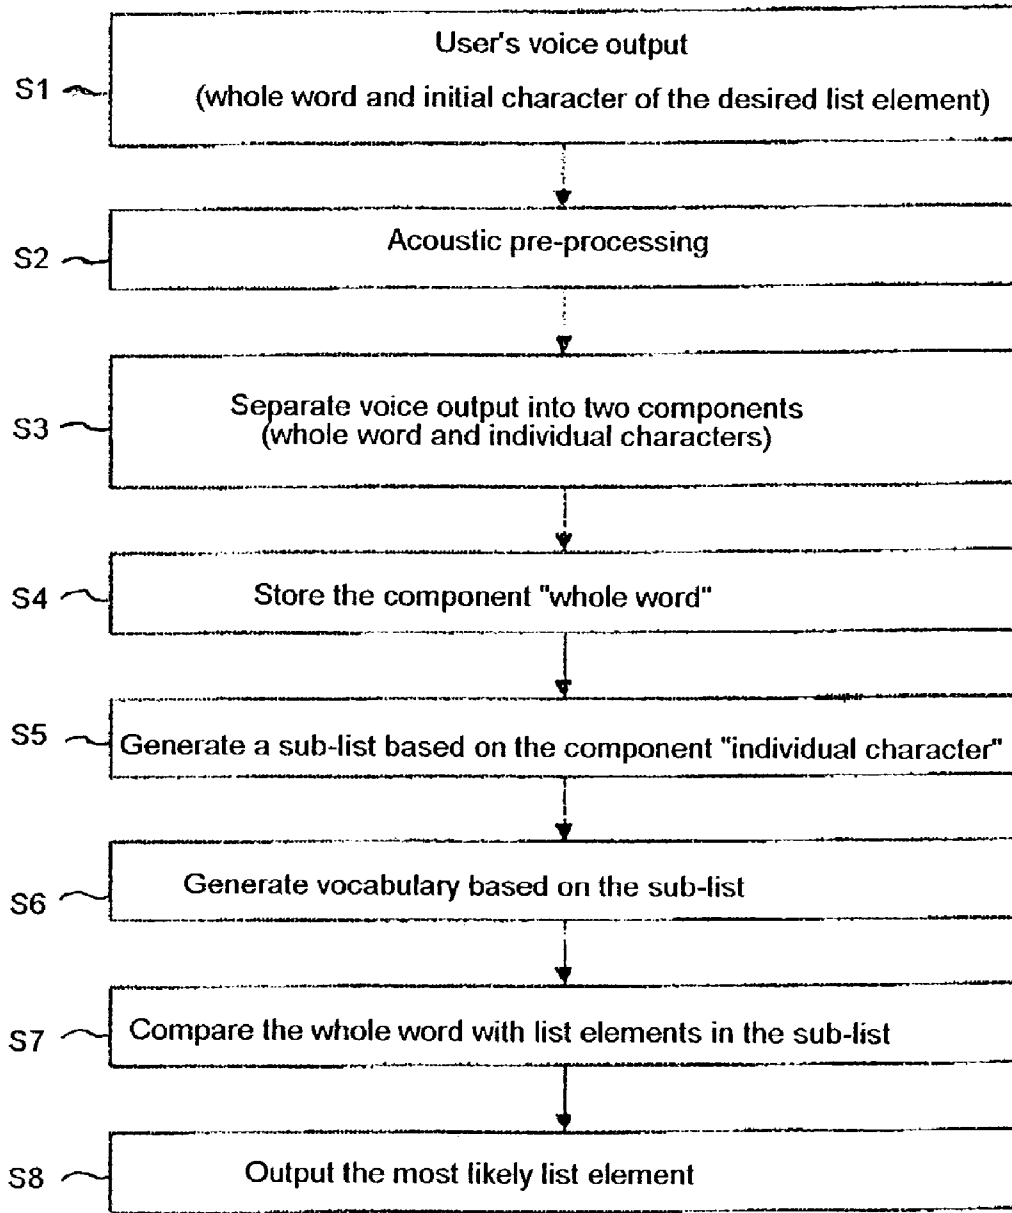 User's voice output
S1
(whole word and initial character of the desired list element)
S2
Acoustic pre-processing
S3
Separate voice output into two components
(whole word and individual characters)
S4
Store the component "whole word"
S5
Generate a sub-list based on the component "individual character"
S6
Generate vocabulary based on the sub-list
S7
Compare the whole word with list elements in the sub-list
S8
Output the most likely list element